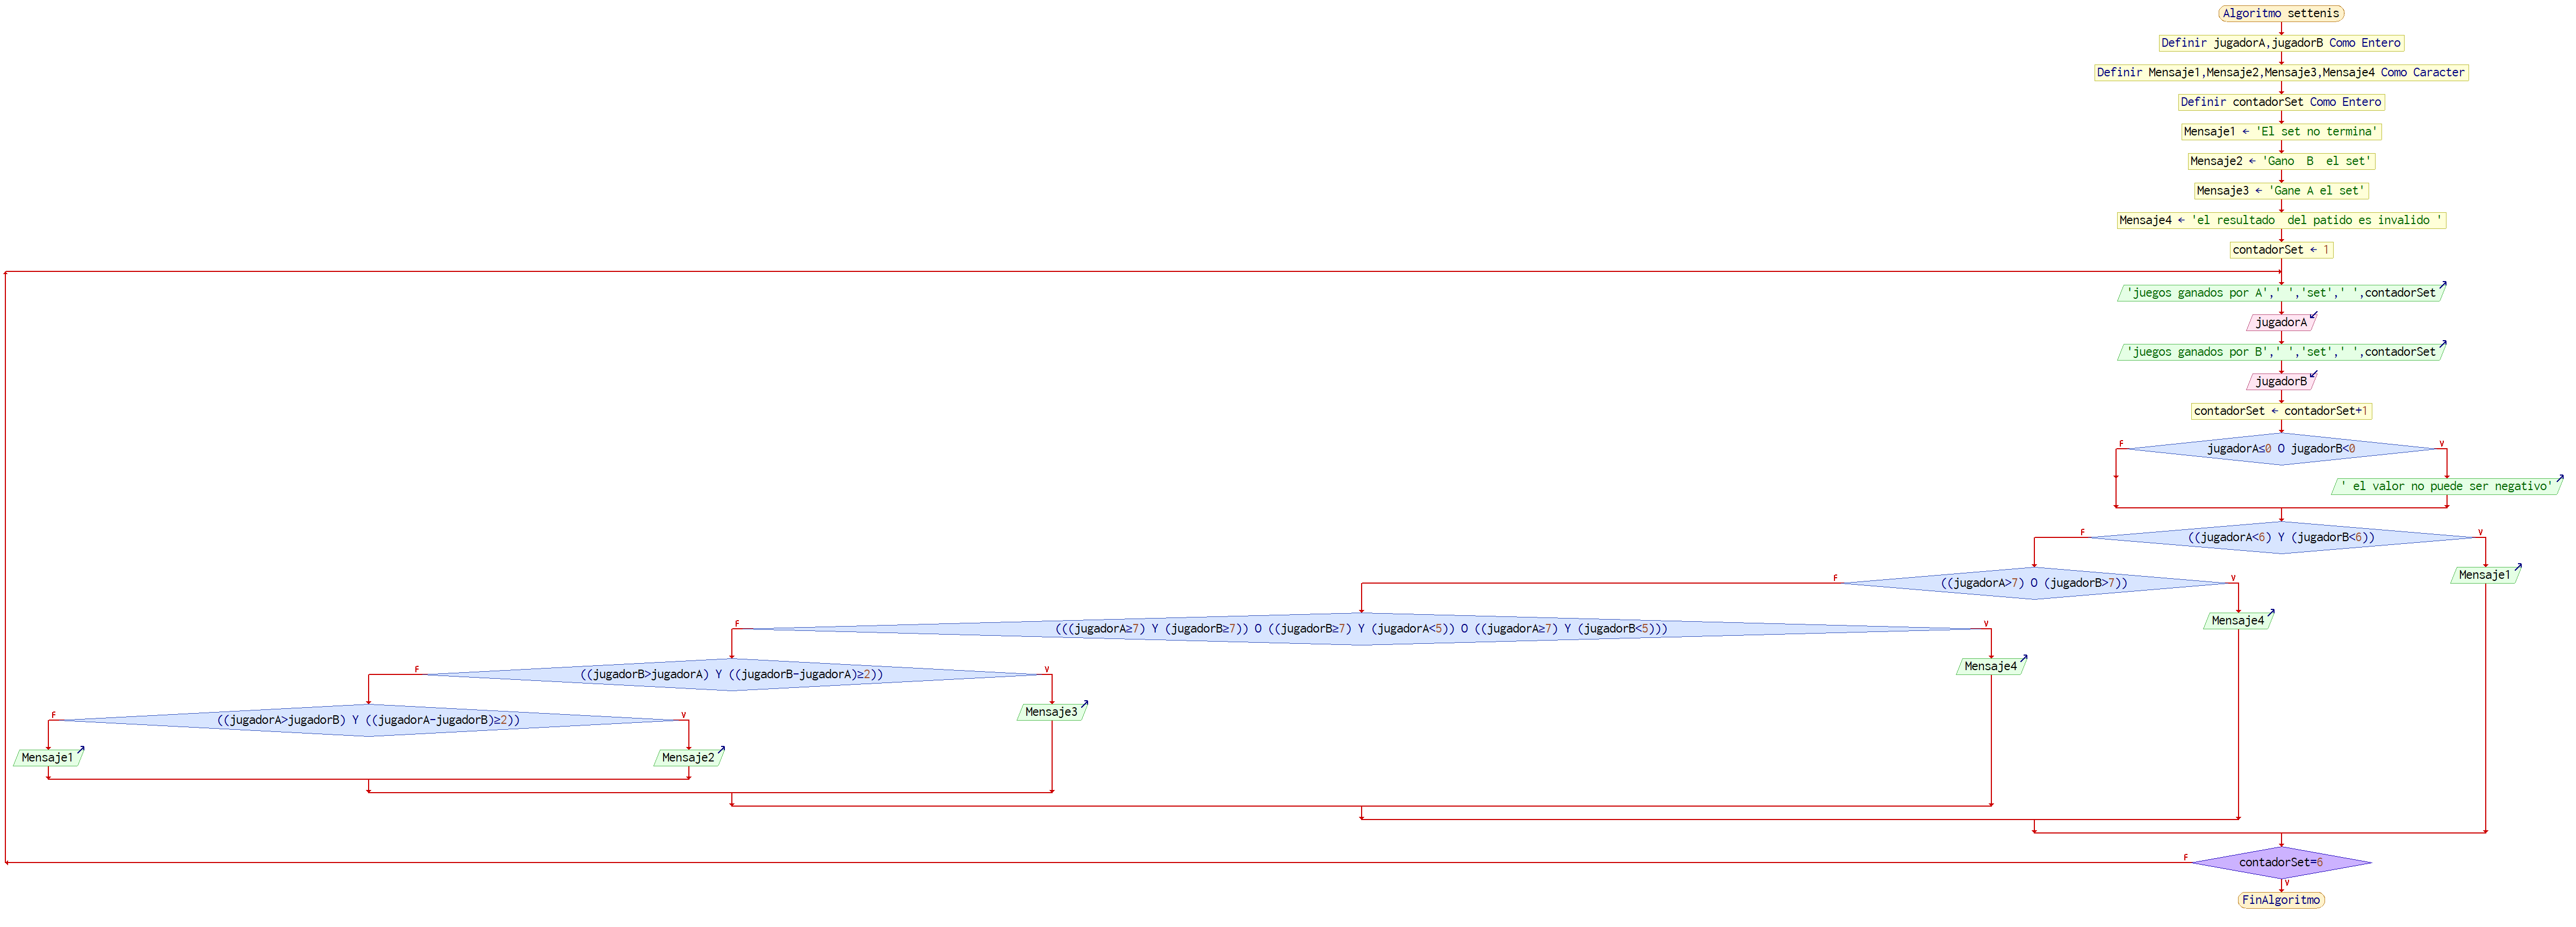 Algoritmo settenis
Definir jugadorA,jugadorB Como Entero
Definir Mensaje1,Mensaje2,Mensaje3,Mensaje4 Como Caracter
Definir contadorSet Como Entero
Mensaje1 ← 'El set no termina'
Mensaje2 ← 'Gano  B  el set'
Mensaje3 ← 'Gane A el set'
Mensaje4 ← 'el resultado  del patido es invalido '
contadorSet ← 1
'juegos ganados por A',' ','set',' ',contadorSet
jugadorA
'juegos ganados por B',' ','set',' ',contadorSet
jugadorB
contadorSet ← contadorSet+1
F
V
jugadorA≤0 O jugadorB<0
' el valor no puede ser negativo'
F
V
((jugadorA<6) Y (jugadorB<6))
Mensaje1
F
V
((jugadorA>7) O (jugadorB>7))
Mensaje4
F
V
(((jugadorA≥7) Y (jugadorB≥7)) O ((jugadorB≥7) Y (jugadorA<5)) O ((jugadorA≥7) Y (jugadorB<5)))
Mensaje4
F
V
((jugadorB>jugadorA) Y ((jugadorB-jugadorA)≥2))
Mensaje3
F
V
((jugadorA>jugadorB) Y ((jugadorA-jugadorB)≥2))
Mensaje1
Mensaje2
F
contadorSet=6
V
FinAlgoritmo